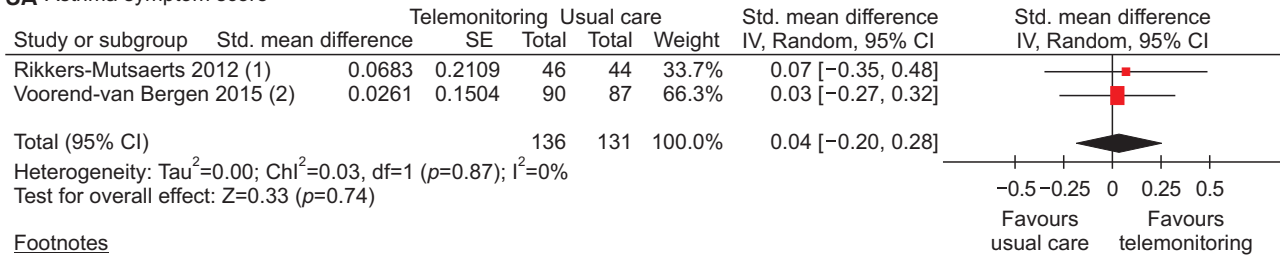 3A Asthma symptom score
Telemonitoring Usual care Std. mean difference Std. mean difference
Study or subgroup Std. mean difference SE Total Total Weight IV, Random, 95% CI IV, Random, 95% CI
Rikkers-Mutsaerts 2012 (1) 0.0683 0.2109 46 44 33.7% 0.07 [−0.35, 0.48]
Voorend-van Bergen 2015 (2) 0.0261 0.1504 90 87 66.3% 0.03 [−0.27, 0.32]
Total (95% CI) 136 131 100.0% 0.04 [−0.20, 0.28]
Heterogeneity: Tau²=0.00; ChI²=0.03, df=1 (p=0.87); I²=0%
Test for overall effect: Z=0.33 (p=0.74)
−0.5 −0.25 0 0.25 0.5
Favours Favours
usual care telemonitoring
Footnotes